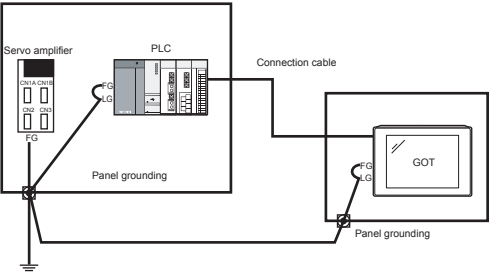 Servo amplifier
PLC
CN1A CN1B
CN2 CN3
FG
FG
LG
Panel grounding
Connection cable
GOT
FG
LG
Panel grounding